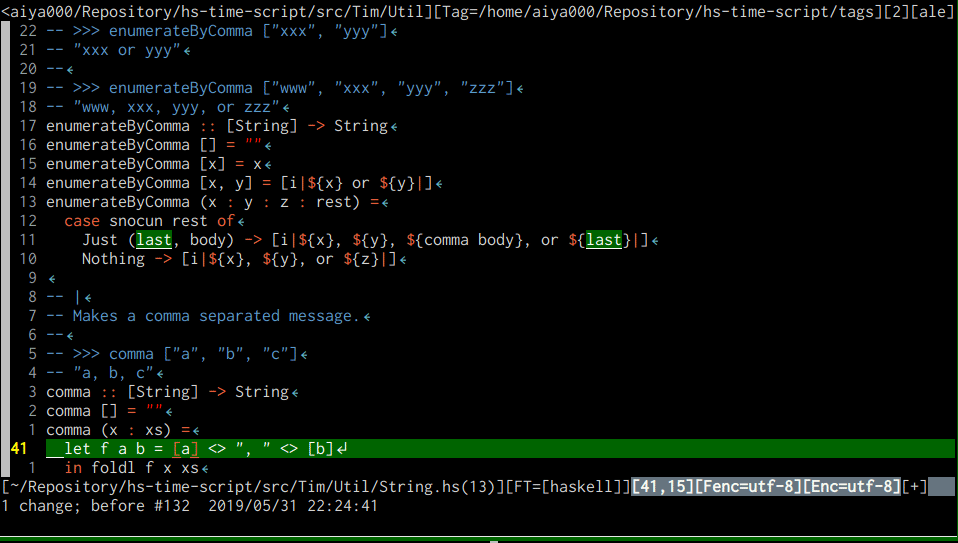 <aiya000/Repository/hs-time-script/src/Tim/Util][Tag=/home/aiya000/Repository/hs-time-script/tags][2][ale]
22 -- >>> enumerateByComma ["xxx", "yyy"]↲
21 -- "xxx or yyy"↲
20 --↲
19 -- >>> enumerateByComma ["www", "xxx", "yyy", "zzz"]↲
18 -- "www, xxx, yyy, or zzz"↲
17 enumerateByComma :: [String] -> String↲
16 enumerateByComma [] = ""↲
15 enumerateByComma [x] = x↲
14 enumerateByComma [x, y] = [i|${x} or ${y}|]↲
13 enumerateByComma (x : y : z : rest) =↲
12   case snocun rest of↲
11     Just (last, body) -> [i|${x}, ${y}, ${comma body}, or ${last}|]↲
10     Nothing -> [i|${x}, ${y}, or ${z}|]↲
9 ↲
8 -- |↲
7 -- Makes a comma separated message.↲
6 --↲
5 -- >>> comma ["a", "b", "c"]↲
4 -- "a, b, c"↲
3 comma :: [String] -> String↲
2 comma [] = ""↲
1 comma (x : xs) =↲
41   let f a b = [a] <> ", " <> [b]↲
1   in foldl f x xs↲
[~/Repository/hs-time-script/src/Tim/Util/String.hs(13)][FT=[haskell]][41,15][Fenc=utf-8][Enc=utf-8][+]
1 change; before #132  2019/05/31 22:24:41